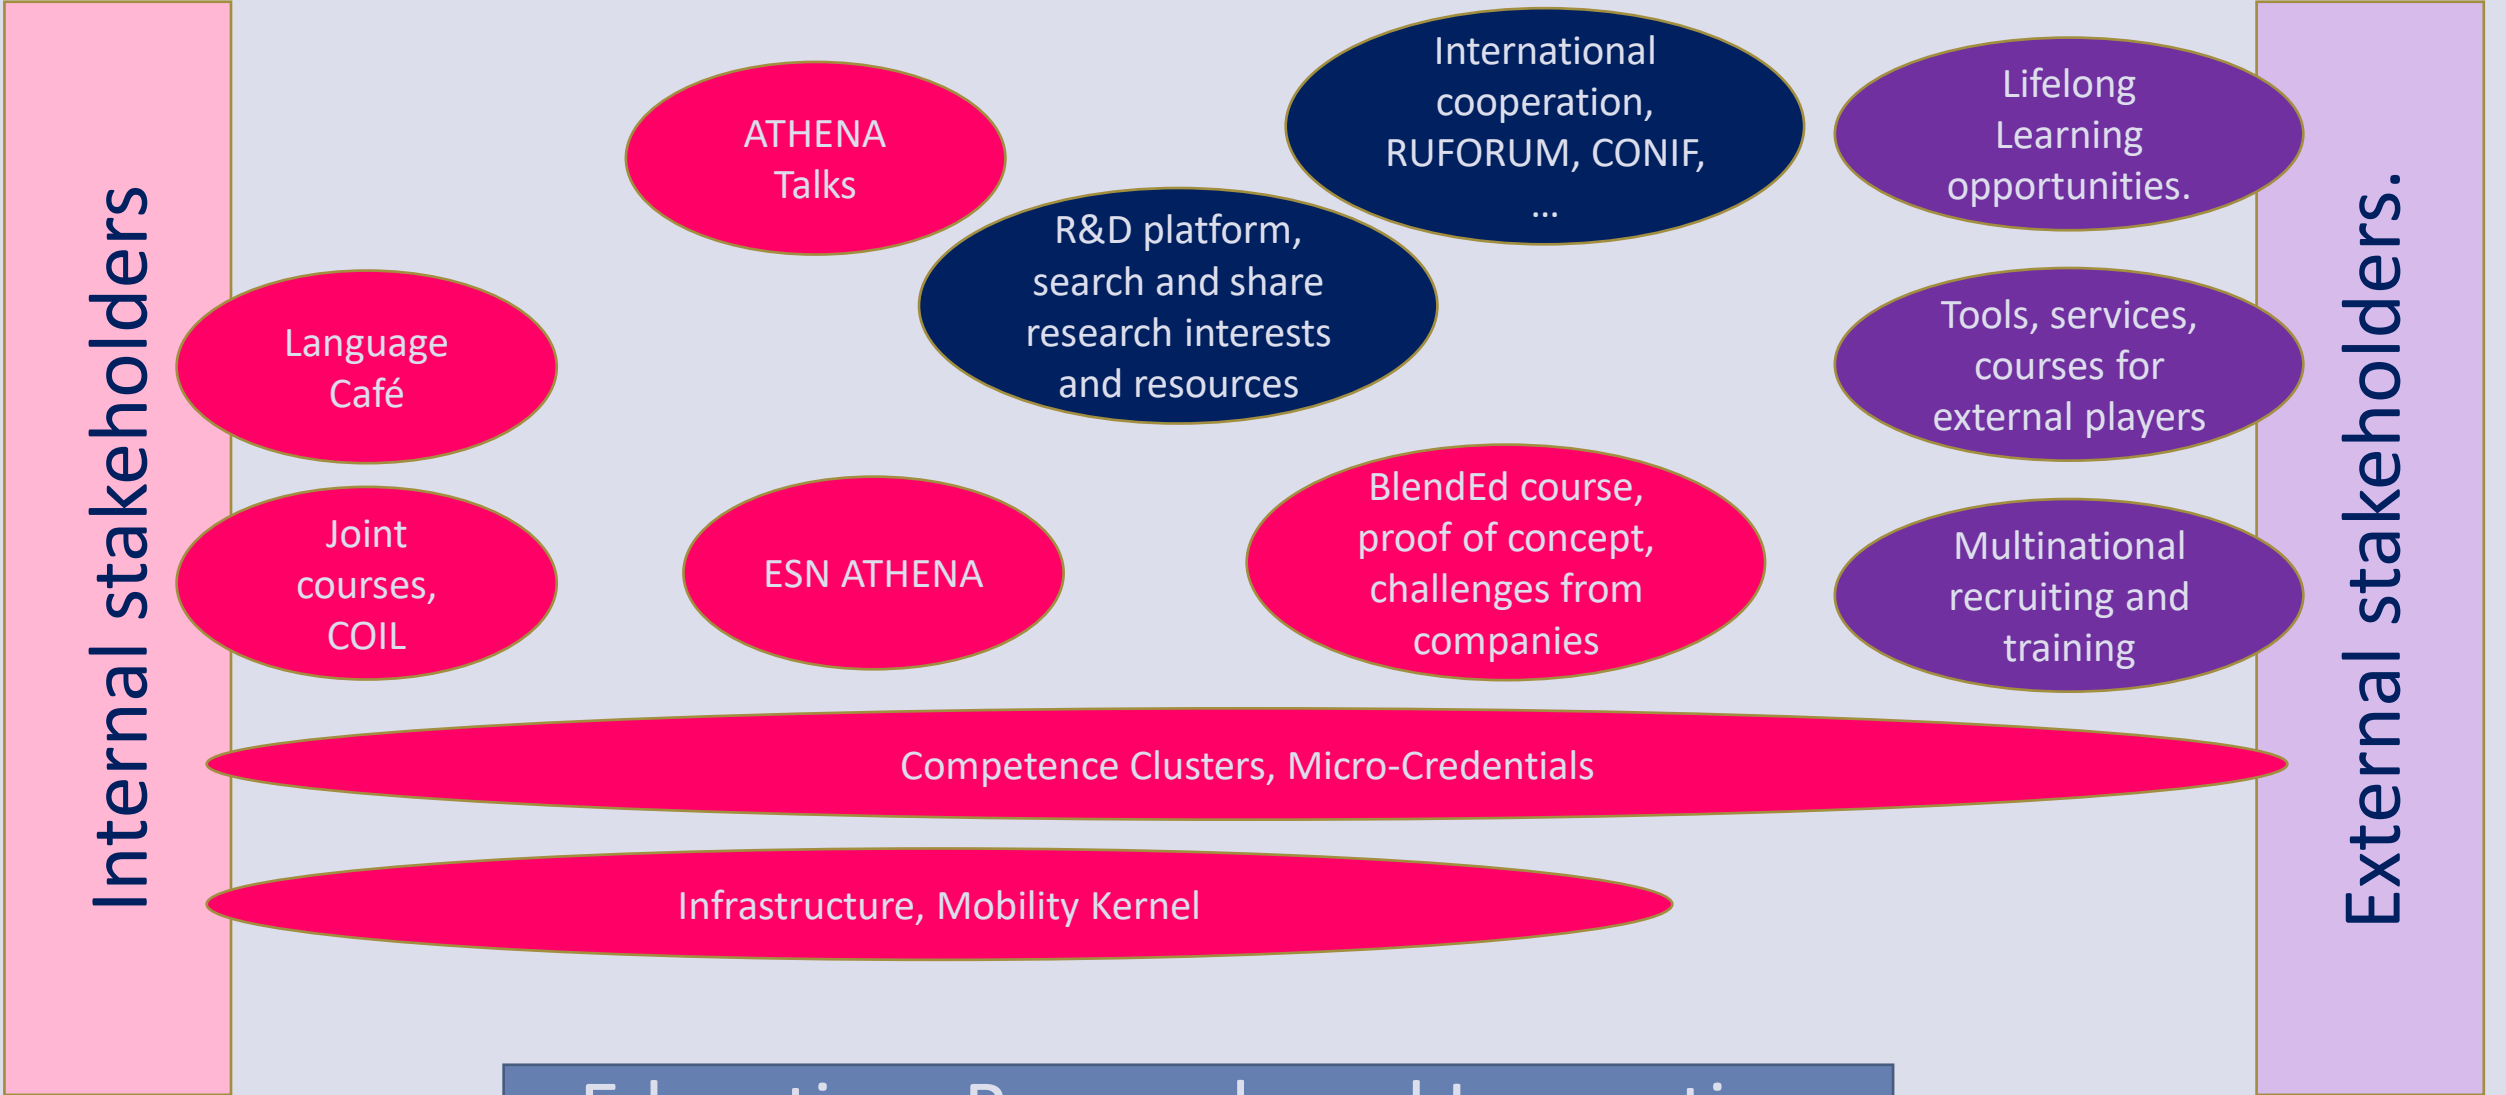 Internal stakeholders
ATHENA
Talks
International
cooperation,
RUFORUM, CONIF,
...
Lifelong
Learning
opportunities.
R&D platform,
search and share
research interests
and resources
Language
Café
Tools, services,
courses for
external players
Joint
courses,
COIL
ESN ATHENA
BlendEd course,
proof of concept,
challenges from
companies
Multinational
recruiting and
training
Competence Clusters, Micro-Credentials
Infrastructure, Mobility Kernel
External stakeholders.